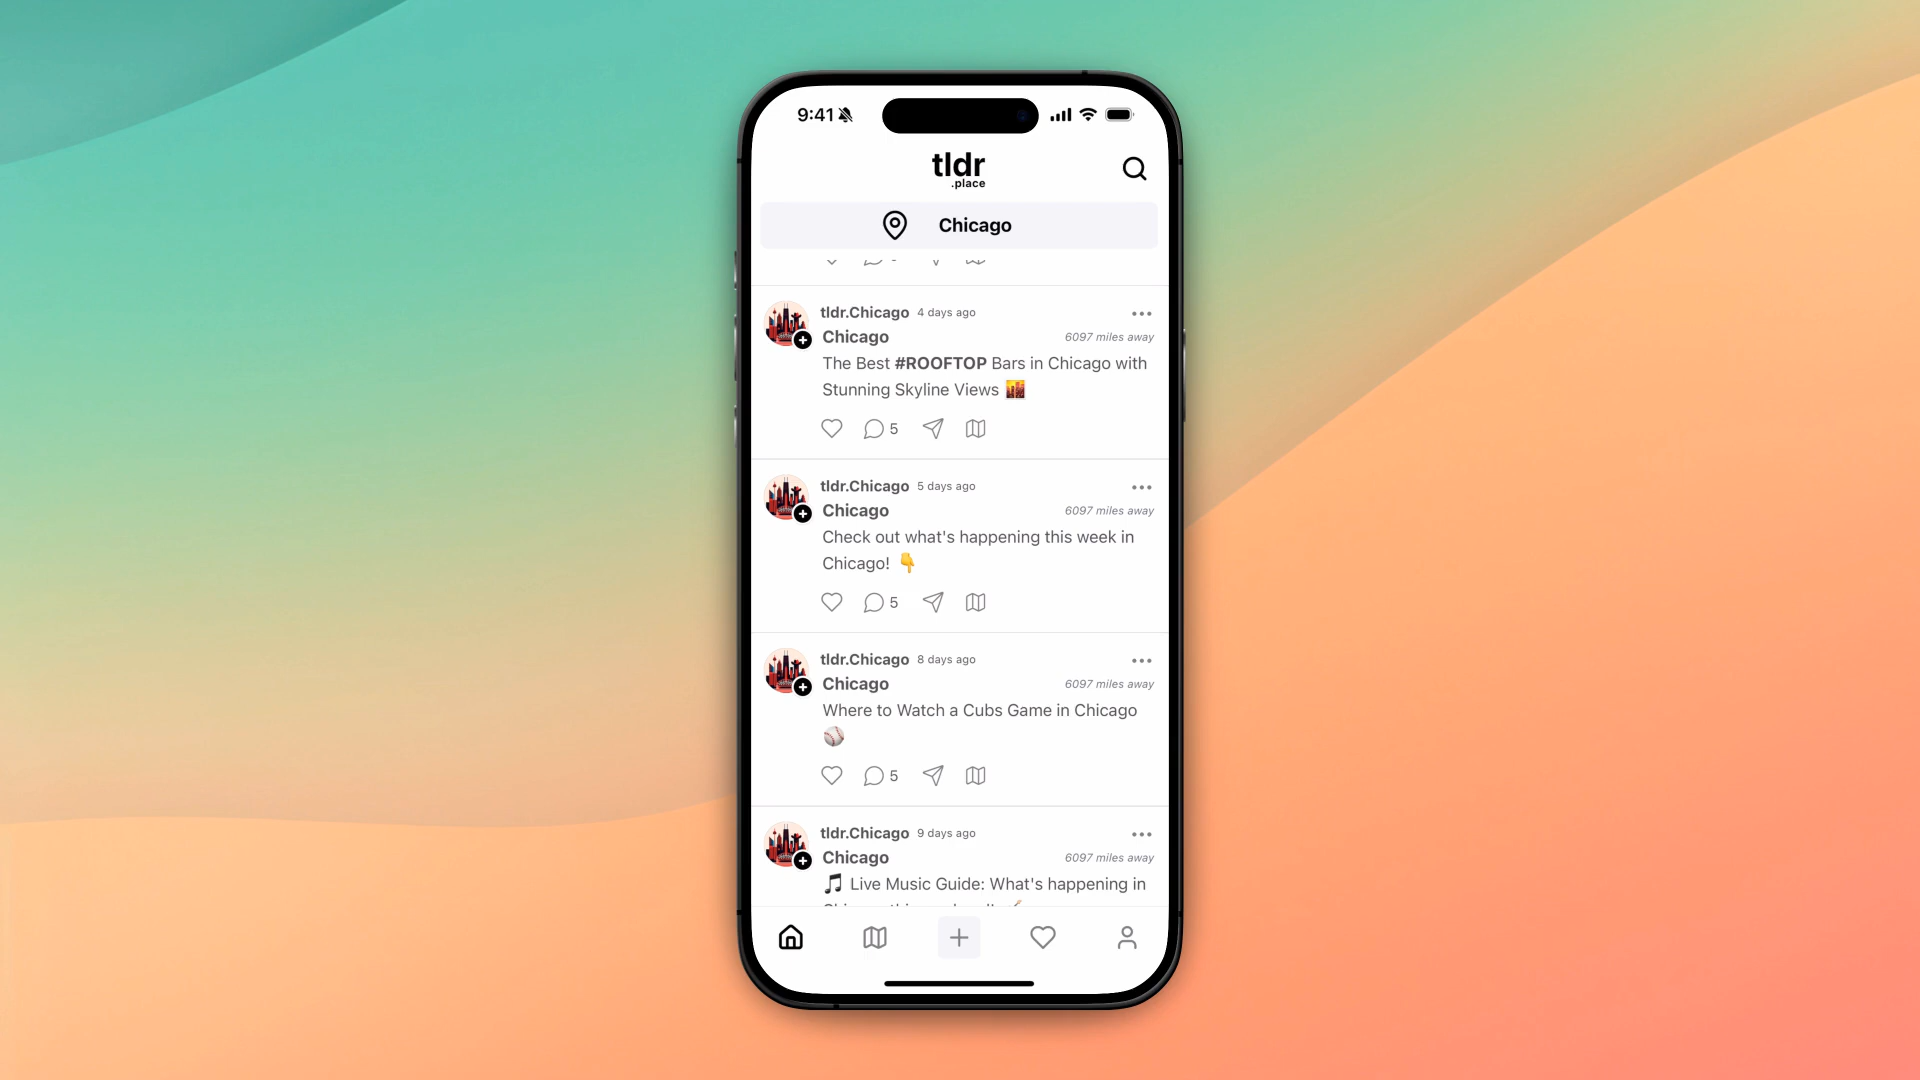 9:41
tldr
.place
Chicago
tldr.Chicago 4 days ago
Chicago 6097 miles away
The Best #ROOFTOP Bars in Chicago with
Stunning Skyline Views 🌇
5
tldr.Chicago 5 days ago
Chicago 6097 miles away
Check out what's happening this week in
Chicago! 👇
5
tldr.Chicago 8 days ago
Chicago 6097 miles away
Where to Watch a Cubs Game in Chicago
⚾
5
tldr.Chicago 9 days ago
Chicago 6097 miles away
🎵 Live Music Guide: What's happening in